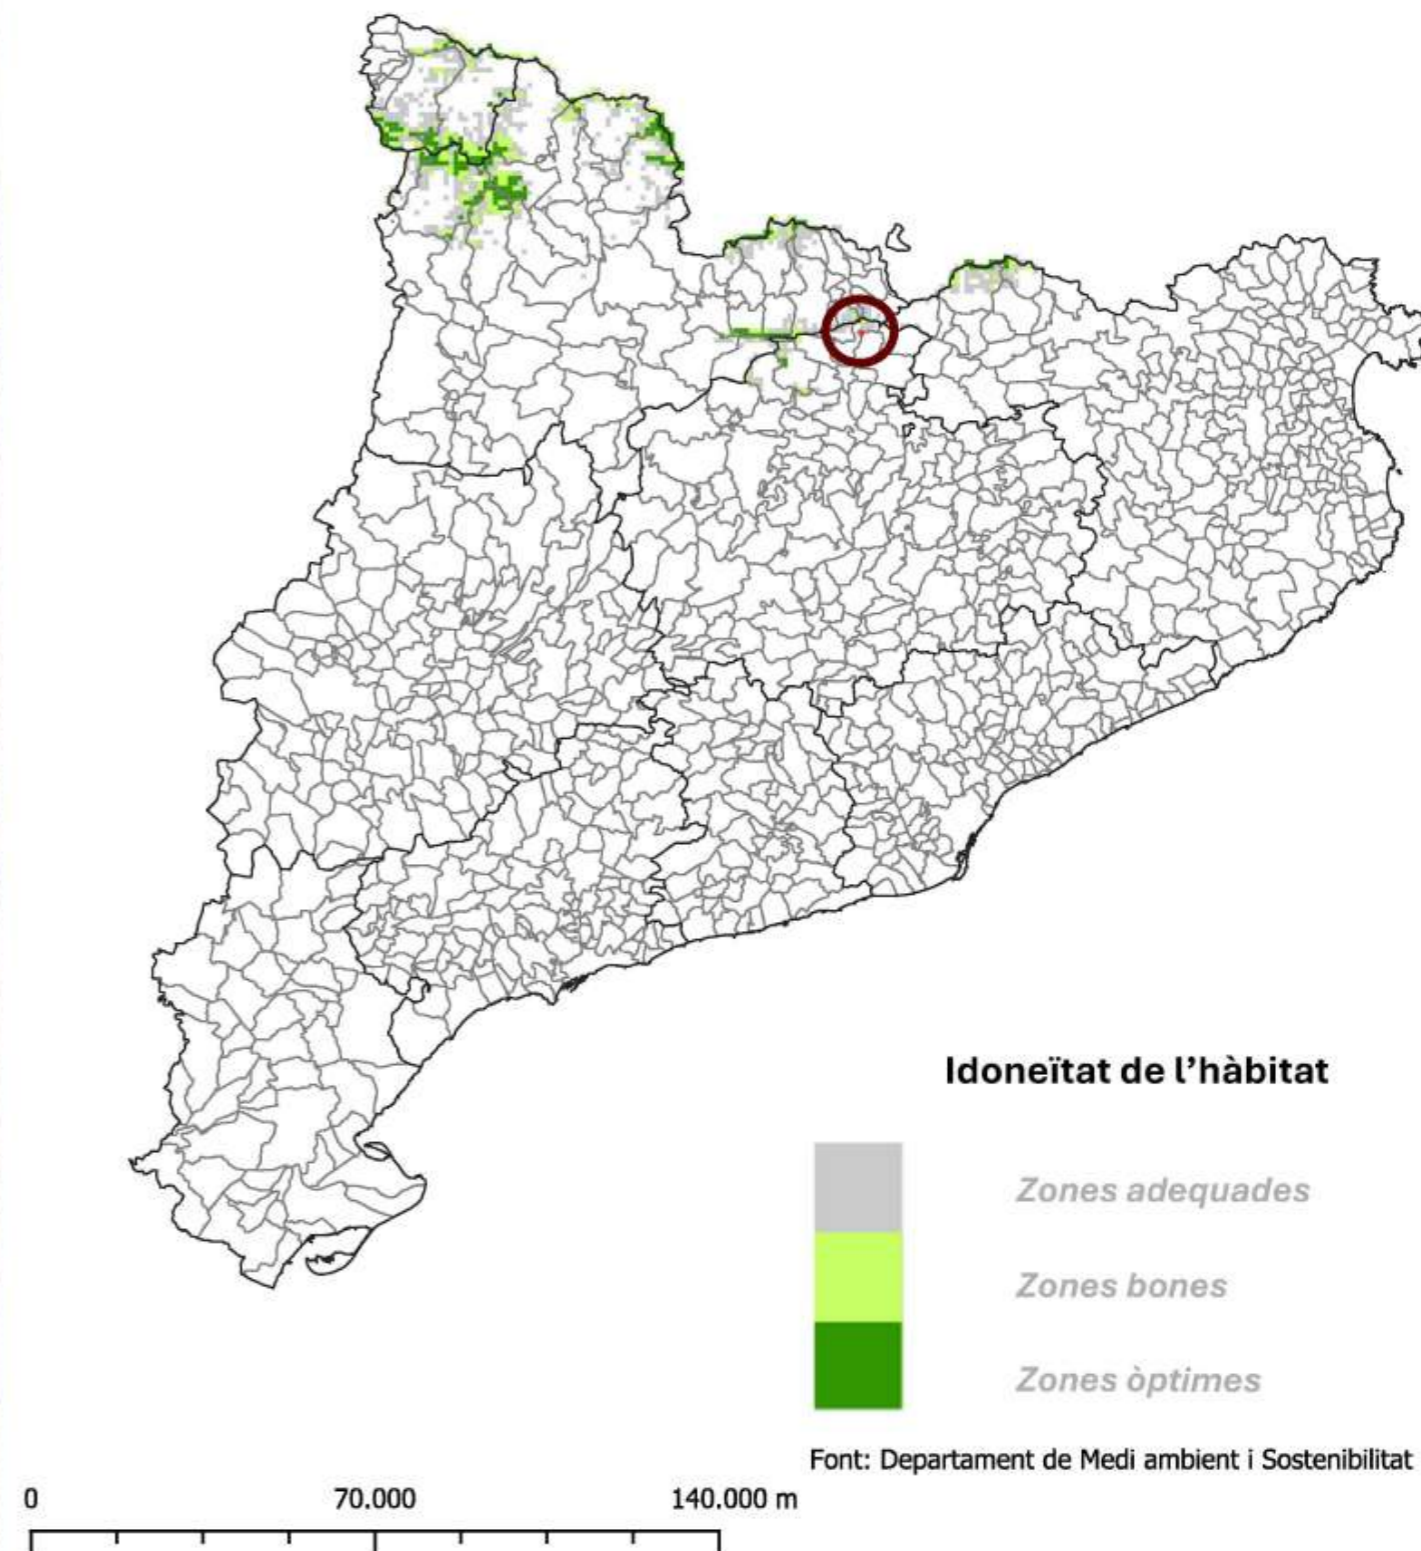 Idoneïtat de l’hàbitat
Zones adequades
Zones bones
Zones òptimes
Font: Departament de Medi ambient i Sostenibilitat
0 70.000 140.000 m